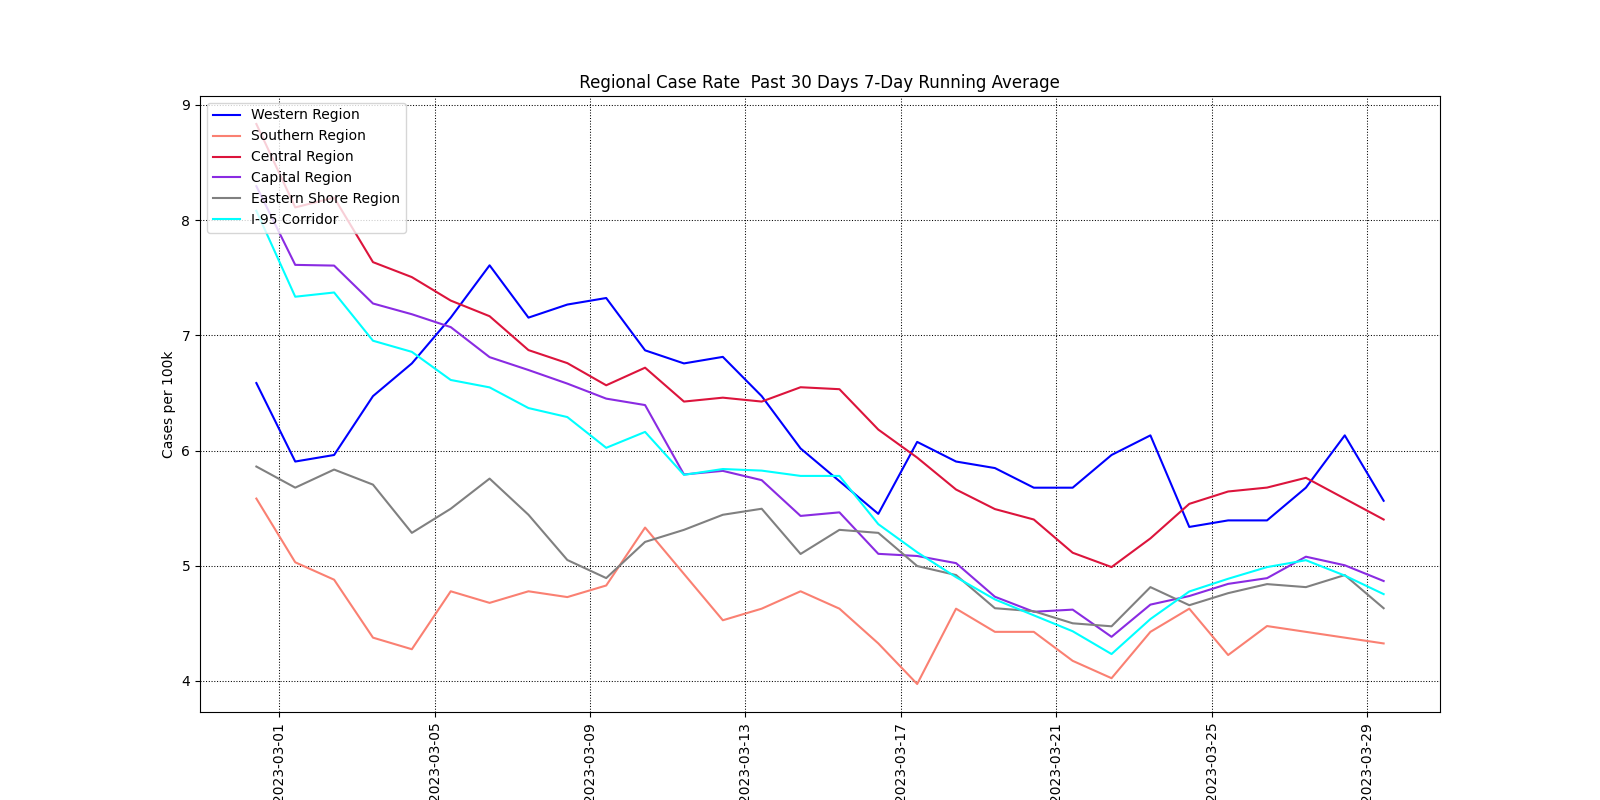 Regional Case Rate  Past 30 Days 7-Day Running Average
9
8
7
6
5
4
Cases per 100k
Western Region
Southern Region
Central Region
Capital Region
Eastern Shore Region
I-95 Corridor
2023-03-01
2023-03-05
2023-03-09
2023-03-13
2023-03-17
2023-03-21
2023-03-25
2023-03-29